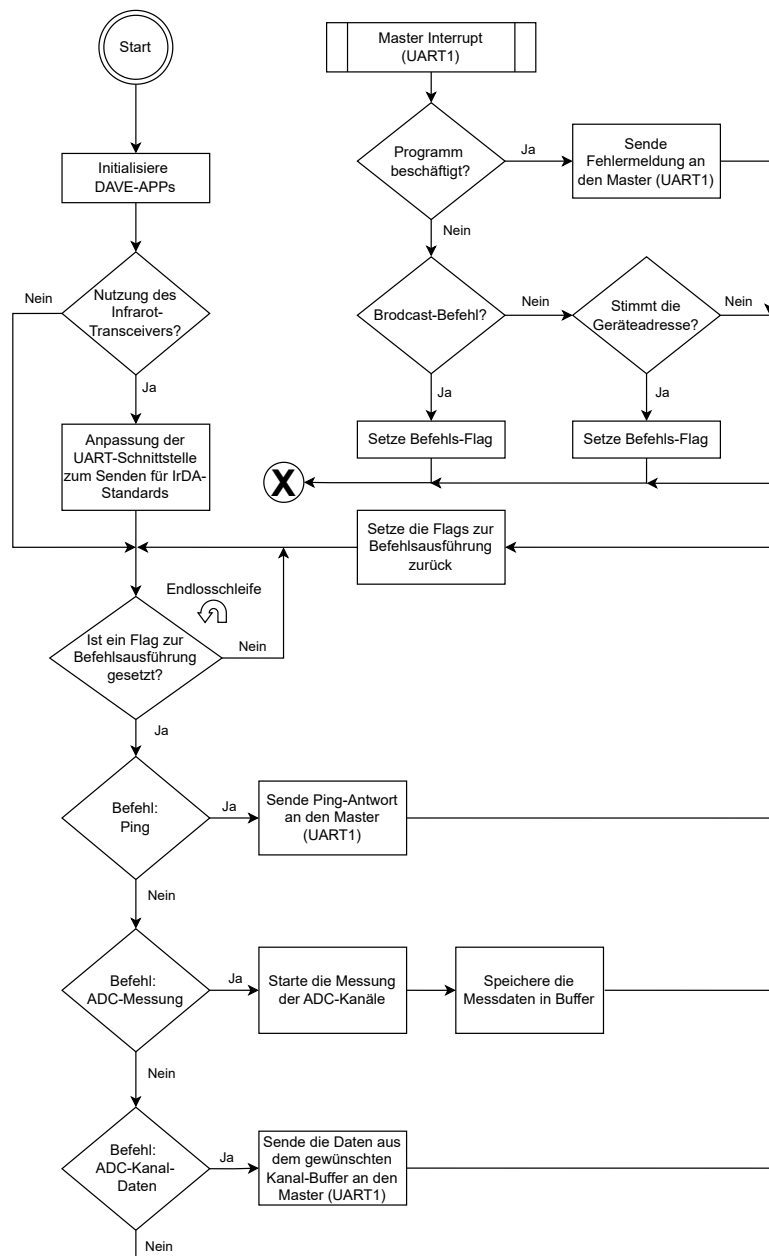 Start
Initialisiere
DAVE-APPs
Nutzung des
Infrarot-
Transceivers?
Nein
Ja
Anpassung der
UART-Schnittstelle
zum Senden für IrDA-
Standards
Master Interrupt
(UART1)
Programm
beschäftigt?
Ja
Sende
Fehlermeldung an
den Master (UART1)
Nein
Brodcast-Befehl?
Nein
Stimmt die
Geräteadresse?
Nein
Ja
Ja
Setze Befehls-Flag
Setze Befehls-Flag
X
Setze die Flags zur
Befehlsausführung
zurück
Endlosschleife
Ist ein Flag zur
Befehlsausführung
gesetzt?
Nein
Ja
Befehl:
Ping
Ja
Sende Ping-Antwort
an den Master
(UART1)
Nein
Befehl:
ADC-Messung
Ja
Starte die Messung
der ADC-Kanäle
Speichere die
Messdaten in Buffer
Nein
Befehl:
ADC-Kanal-
Daten
Ja
Sende die Daten aus
dem gewünschten
Kanal-Buffer an den
Master (UART1)
Nein